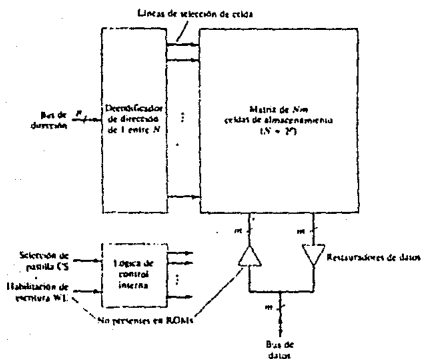 Líneas de selección de celda
Bus de
dirección
P
Decodificador
de dirección
de 1 entre N
Matriz de Nm
celdas de almacenamiento
(N = 2ᴾ)
m
m
Selección de
pastilla CS
Habilitación de
escritura WE
Lógica de
control
interna
Restauradores de datos
No presentes en ROMs
m
Bus de
datos